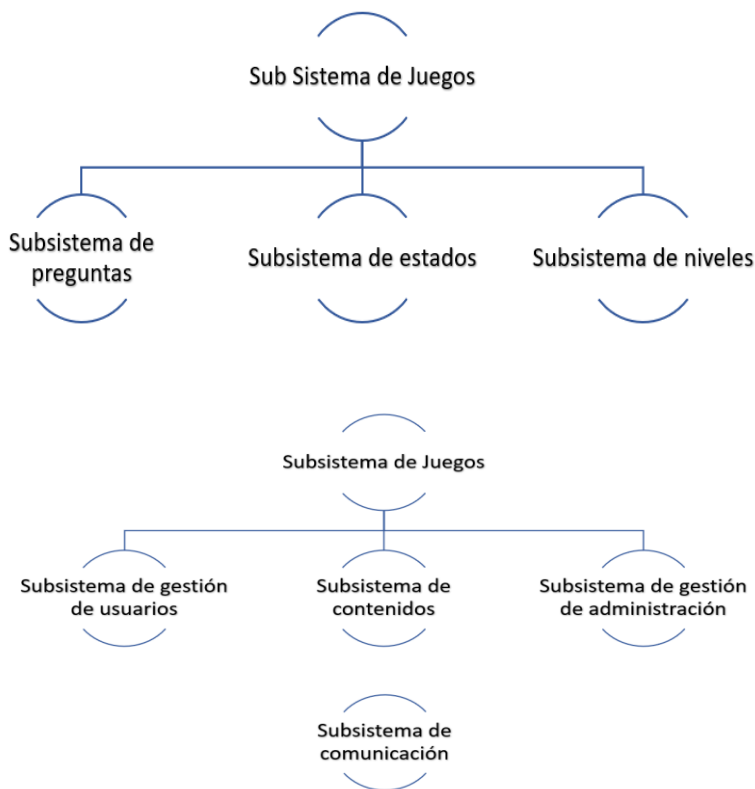 Sub Sistema de Juegos
Subsistema de
preguntas
Subsistema de estados
Subsistema de niveles
Subsistema de Juegos
Subsistema de gestión
de usuarios
Subsistema de
contenidos
Subsistema de gestión
de administración
Subsistema de
comunicación